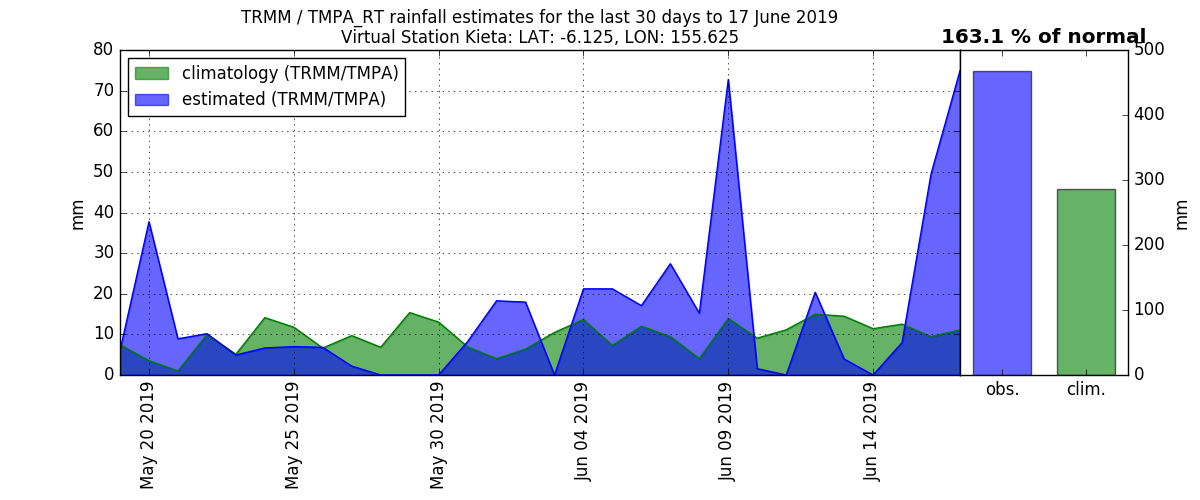 TRMM / TMPA_RT rainfall estimates for the last 30 days to 17 June 2019
Virtual Station Kieta: LAT: -6.125, LON: 155.625
163.1 % of normal
climatology (TRMM/TMPA)
estimated (TRMM/TMPA)
mm
80
70
60
50
40
30
20
10
0
May 20 2019
May 25 2019
May 30 2019
Jun 04 2019
Jun 09 2019
Jun 14 2019
obs.
clim.
500
400
300
200
100
0
mm